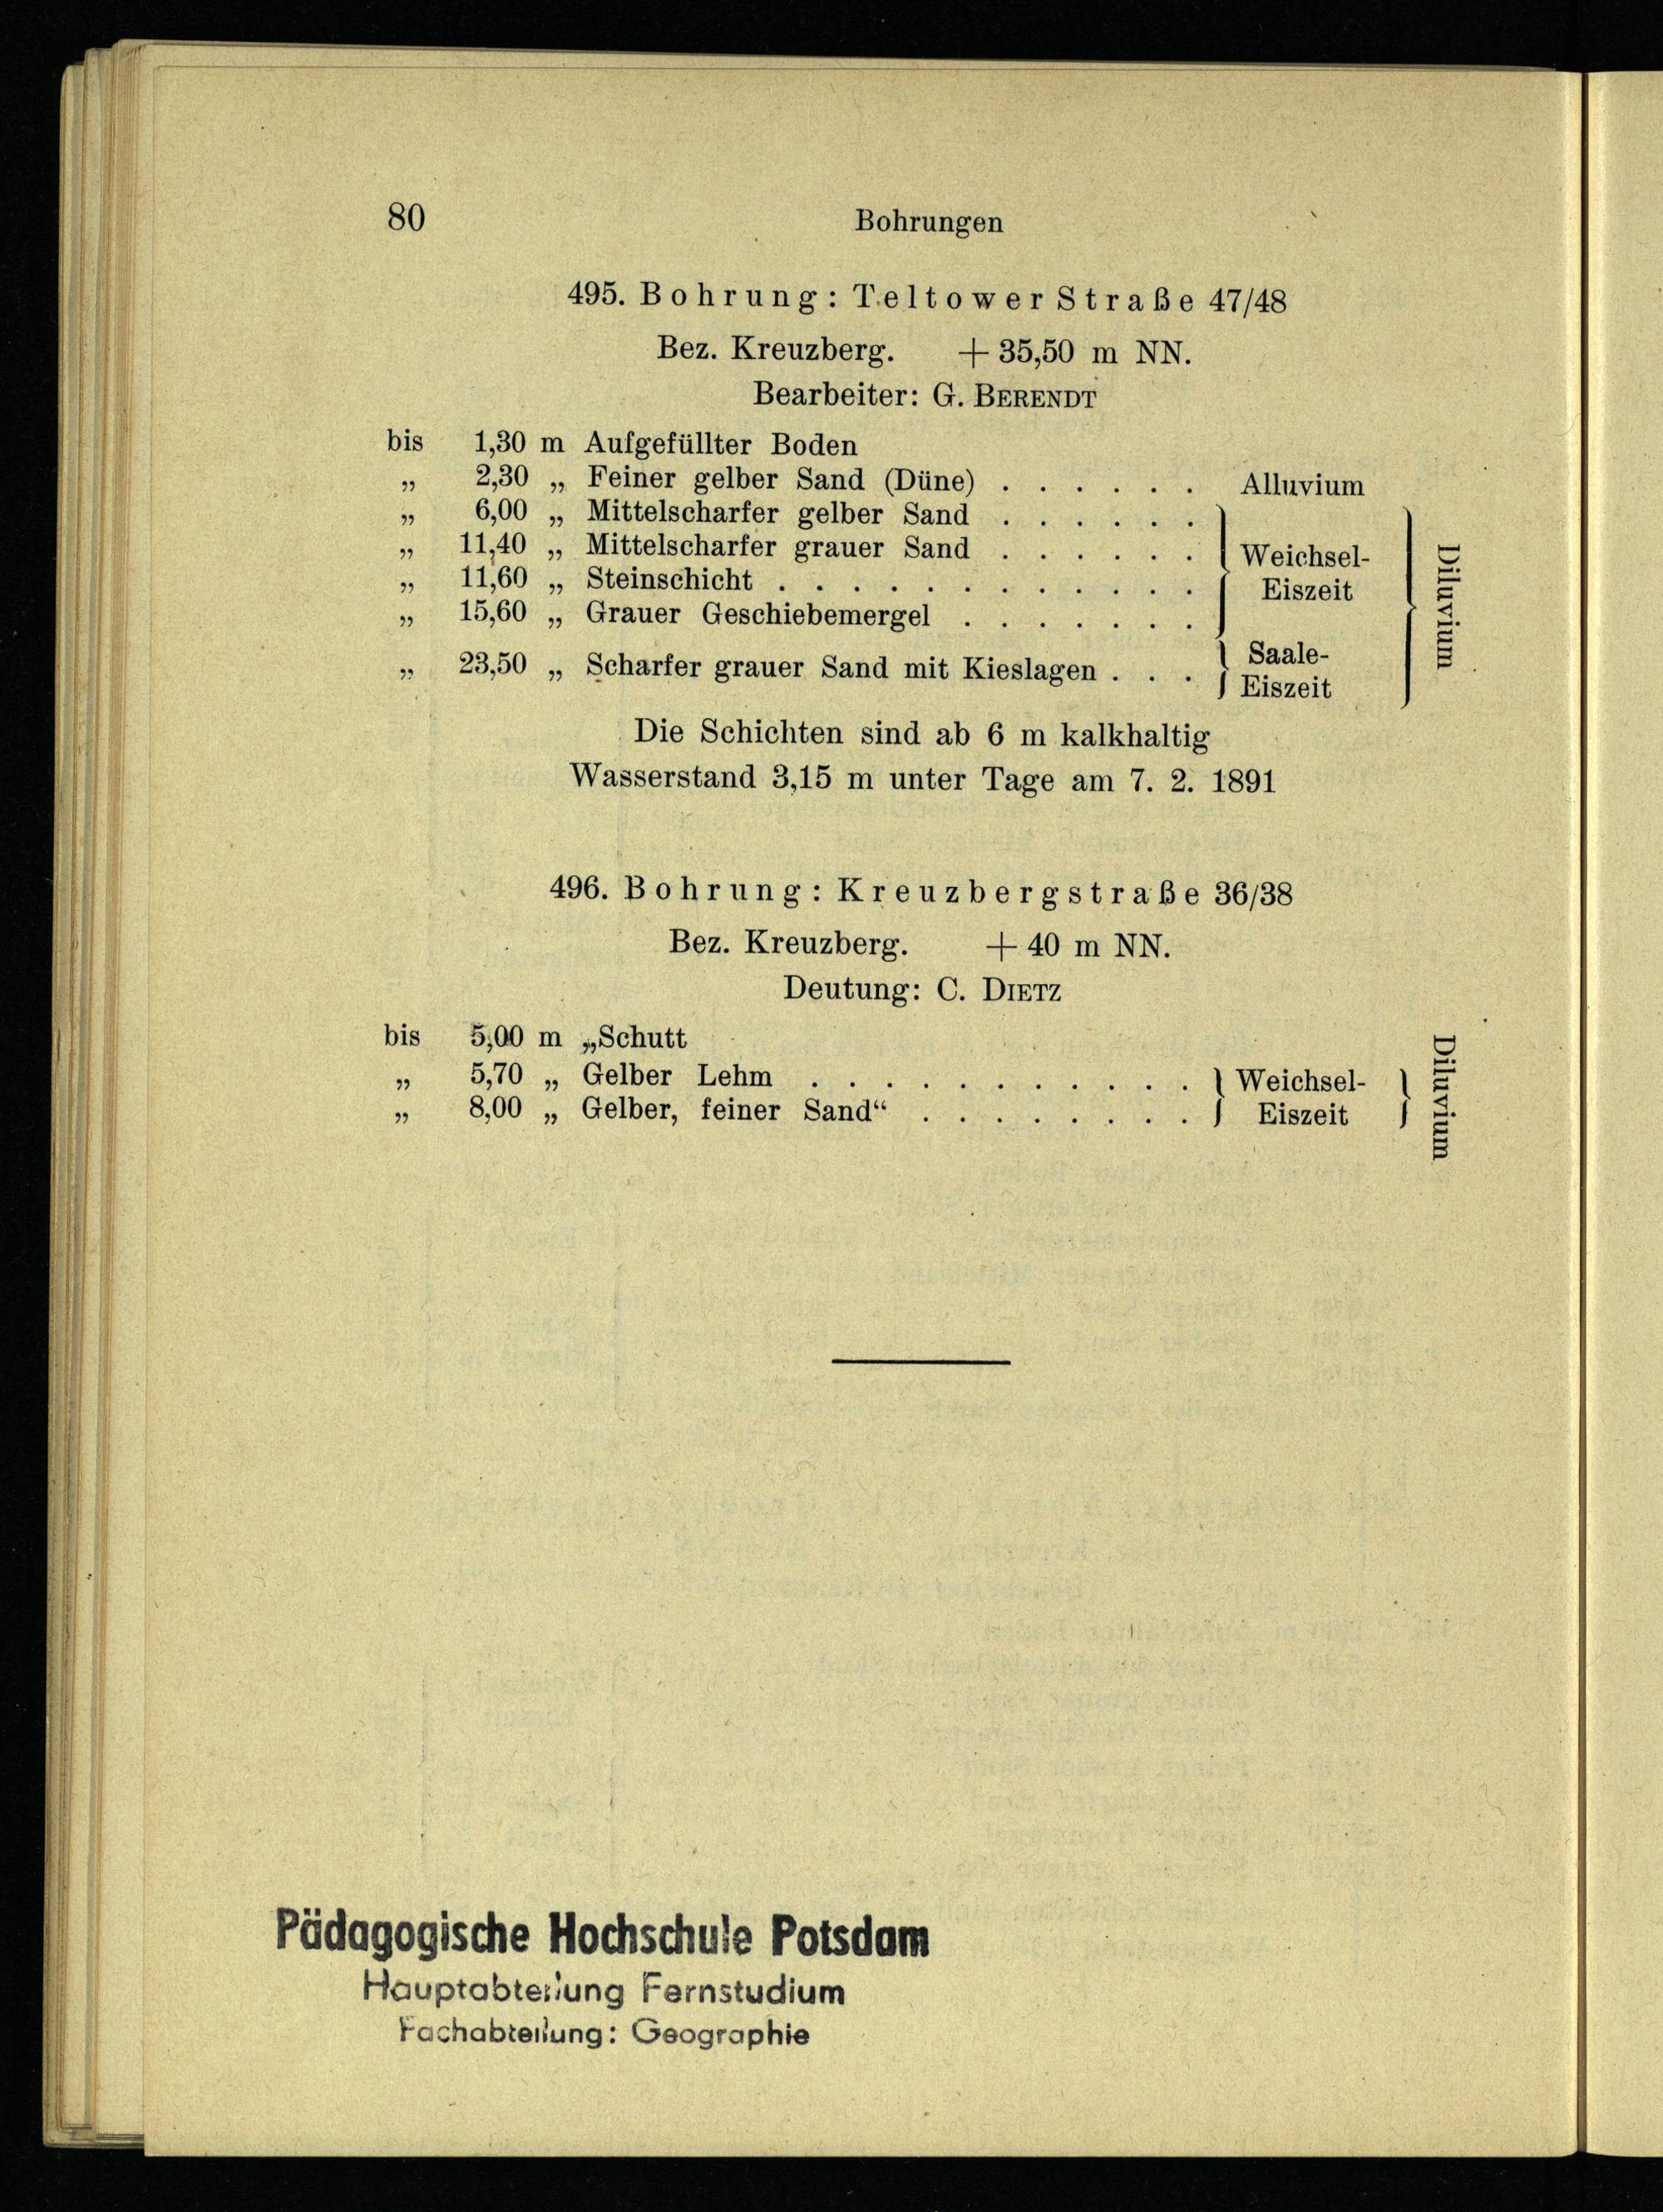 80 Bohrungen
495. Bohrung: Teltower Straße 47/48
Bez. Kreuzberg. + 35,50 m NN.
Bearbeiter: G. BERENDT
bis 1,30 m Aufgefüllter Boden
„ 2,30 „ Feiner gelber Sand (Düne) . . . . . . Alluvium
„ 6,00 „ Mittelscharfer gelber Sand . . . . . .
„ 11,40 „ Mittelscharfer grauer Sand . . . . . . Weichsel-
„ 11,60 „ Steinschicht . . . . . . . . . . . . Eiszeit
„ 15,60 „ Grauer Geschiebemergel . . . . . . .
„ 23,50 „ Scharfer grauer Sand mit Kieslagen . . . Saale-
Eiszeit
Diluvium
Die Schichten sind ab 6 m kalkhaltig
Wasserstand 3,15 m unter Tage am 7. 2. 1891
496. Bohrung: Kreuzbergstraße 36/38
Bez. Kreuzberg. + 40 m NN.
Deutung: C. DIETZ
bis 5,00 m „Schutt
„ 5,70 „ Gelber Lehm . . . . . . . . . . . Weichsel-
„ 8,00 „ Gelber, feiner Sand“ . . . . . . . . Eiszeit
Diluvium
Pädagogische Hochschule Potsdam
Hauptabteilung Fernstudium
Fachabteilung: Geographie